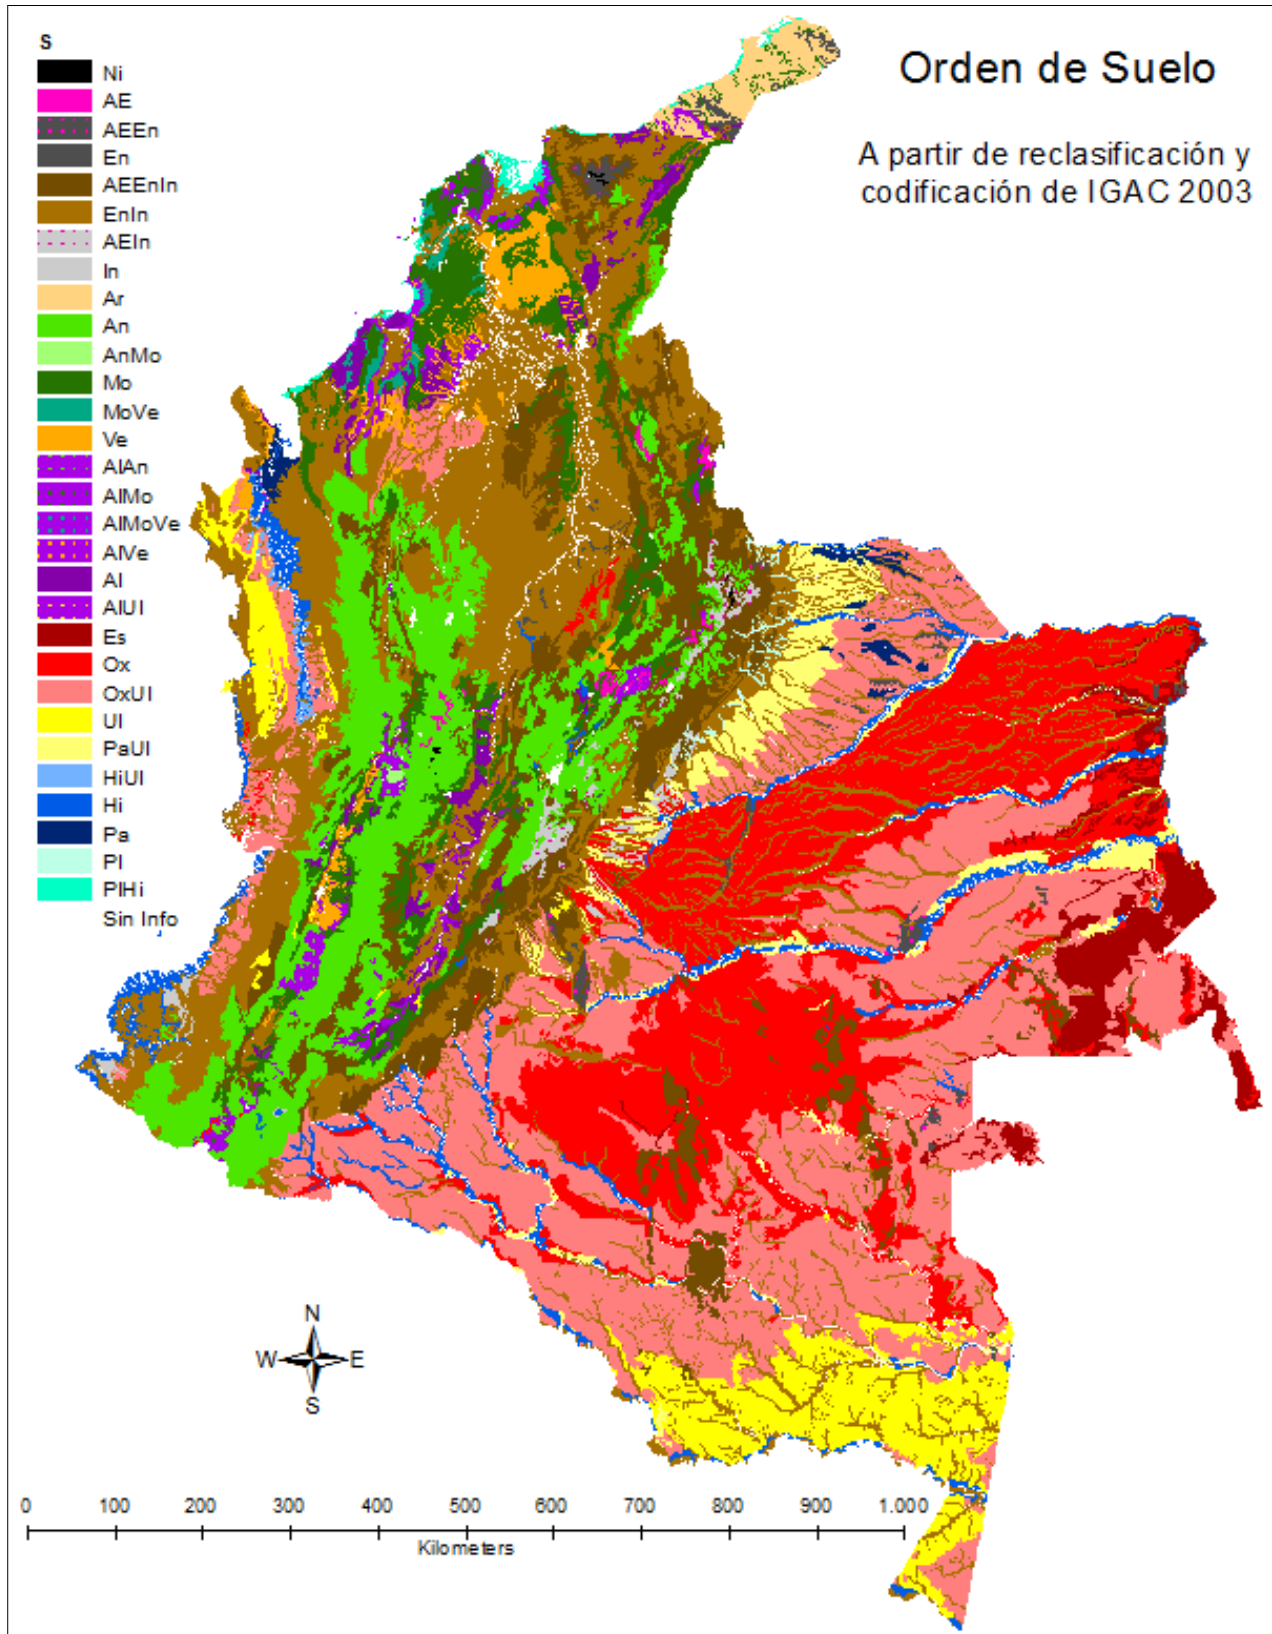 Orden de Suelo
A partir de reclasificación y
codificación de IGAC 2003
S
Ni
AE
AEEn
En
AEEnIn
EnIn
AEIn
In
Ar
An
AnMo
Mo
MoVe
Ve
AlAn
AlMo
AlMoVe
AlVe
Al
AlUl
Es
Ox
OxUl
Ul
PaUl
HiUl
Hi
Pa
Pl
PlHi
Sin Info
N
W E
S
0 100 200 300 400 500 600 700 800 900 1.000
Kilometers